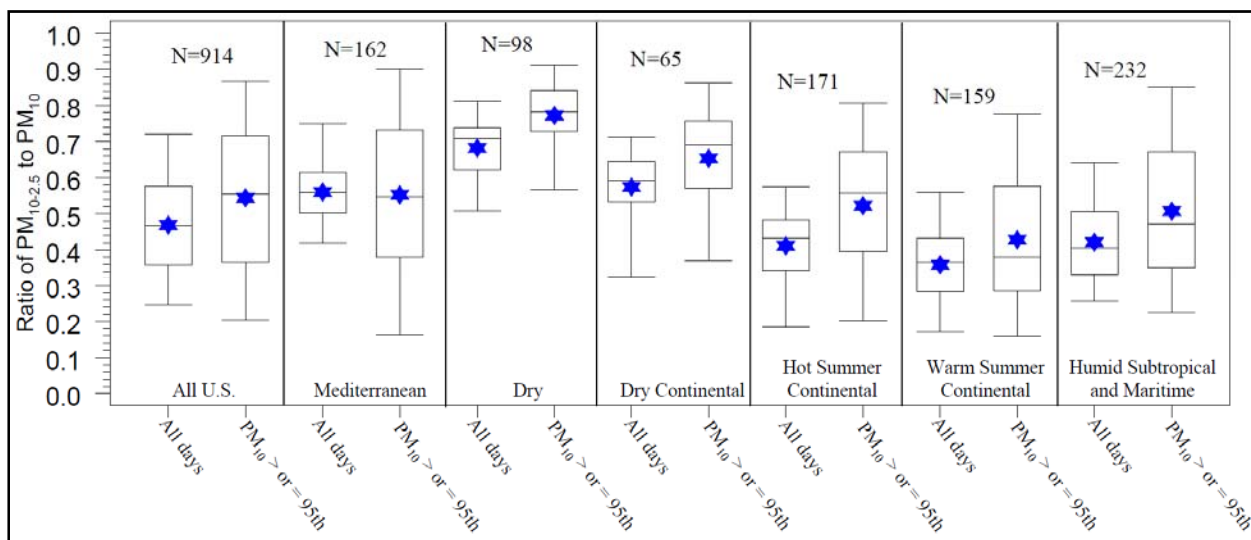 Ratio of PM10-2.5 to PM10
1.0
0.9
0.8
0.7
0.6
0.5
0.4
0.3
0.2
0.1
0.0
N=914
N=162
N=98
N=65
N=171
N=159
N=232
All U.S.
Mediterranean
Dry
Dry Continental
Hot Summer
Continental
Warm Summer
Continental
Humid Subtropical
and Maritime
All days
PM10 > or = 95th
All days
PM10 > or = 95th
All days
PM10 > or = 95th
All days
PM10 > or = 95th
All days
PM10 > or = 95th
All days
PM10 > or = 95th
All days
PM10 > or = 95th